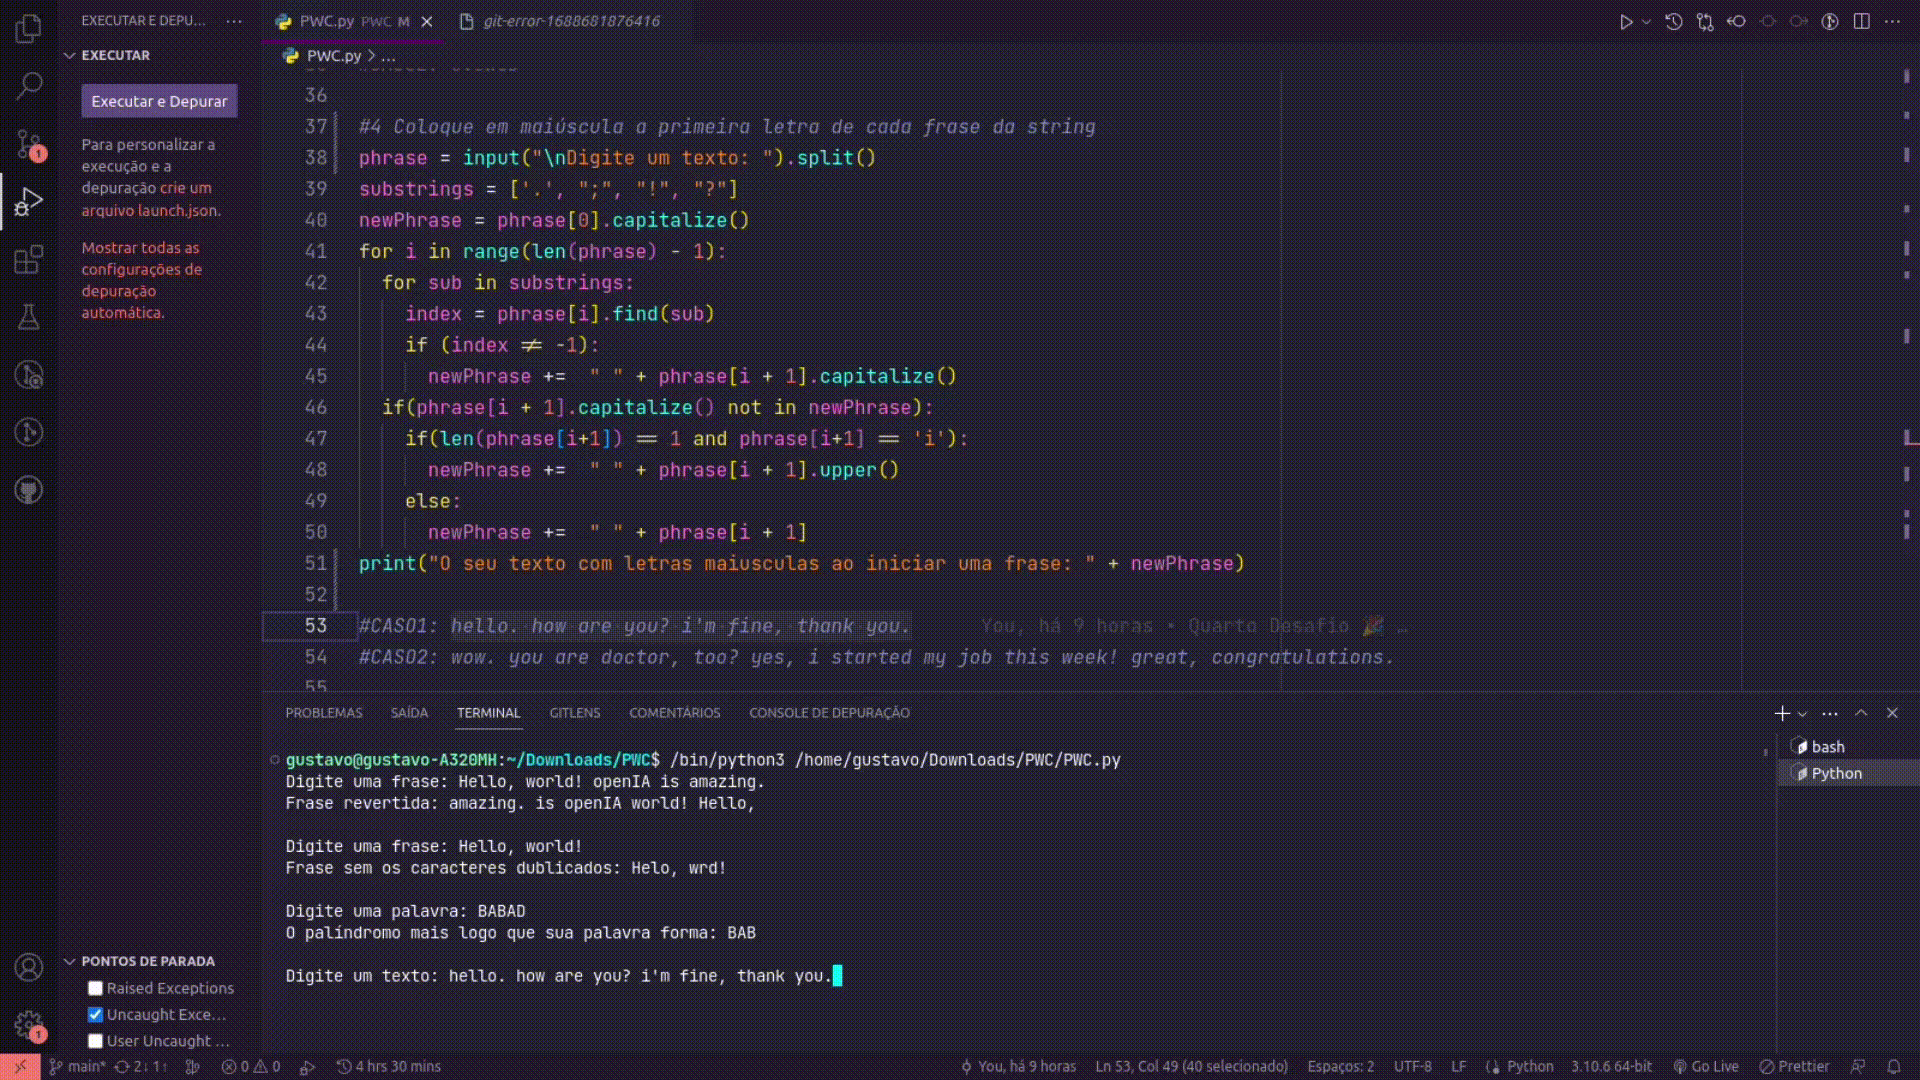 EXECUTAR E DEPU... ···
PWC.py PWC M ×
git-error-1688681876416
EXECUTAR
Executar e Depurar
Para personalizar a
execução e a
depuração crie um
arquivo launch.json.
Mostrar todas as
configurações de
depuração
automática.
PWC.py > ...
36
37 #4 Coloque em maiúscula a primeira letra de cada frase da string
38 phrase = input("\nDigite um texto: ").split()
39 substrings = ['.', ";", "!", "?"]
40 newPhrase = phrase[0].capitalize()
41 for i in range(len(phrase) - 1):
42 for sub in substrings:
43 index = phrase[i].find(sub)
44 if (index ≠ -1):
45 newPhrase += " " + phrase[i + 1].capitalize()
46 if(phrase[i + 1].capitalize() not in newPhrase):
47 if(len(phrase[i+1]) == 1 and phrase[i+1] == 'i'):
48 newPhrase += " " + phrase[i + 1].upper()
49 else:
50 newPhrase += " " + phrase[i + 1]
51 print("O seu texto com letras maiusculas ao iniciar uma frase: " + newPhrase)
52
53 #CASO1: hello. how are you? i'm fine, thank you. You, há 9 horas • Quarto Desafio 🎉 …
54 #CASO2: wow. you are doctor, too? yes, i started my job this week! great, congratulations.
55
PROBLEMAS SAÍDA TERMINAL GITLENS COMENTÁRIOS CONSOLE DE DEPURAÇÃO
gustavo@gustavo-A320MH:~/Downloads/PWC$ /bin/python3 /home/gustavo/Downloads/PWC/PWC.py
Digite uma frase: Hello, world! openIA is amazing.
Frase revertida: amazing. is openIA world! Hello,
Digite uma frase: Hello, world!
Frase sem os caracteres dublicados: Helo, wrd!
Digite uma palavra: BABAD
O palíndromo mais logo que sua palavra forma: BAB
Digite um texto: hello. how are you? i'm fine, thank you.
bash
Python
PONTOS DE PARADA
Raised Exceptions
Uncaught Exce...
User Uncaught ...
1
1
main* 2↓ 1↑ 0 0 4 hrs 30 mins
You, há 9 horas Ln 53, Col 49 (40 selecionado) Espaços: 2 UTF-8 LF Python 3.10.6 64-bit Go Live Prettier